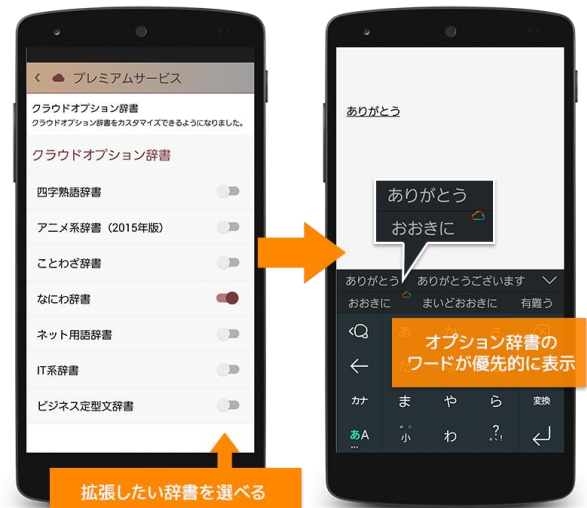 プレミアムサービス
クラウドオプション辞書
クラウドオプション辞書をカスタマイズできるようになりました。
クラウドオプション辞書
四字熟語辞書
アニメ系辞書（2015年版）
ことわざ辞書
なにわ辞書
ネット用語辞書
IT系辞書
ビジネス定型文辞書
拡張したい辞書を選べる
ありがとう
ありがとう
おおきに
ありがとう ありがとうございます
おおきに まいどおおきに 有難う
オプション辞書の
ワードが優先的に表示
カナ ま や ら 変換
あA 小 わ 、。?!